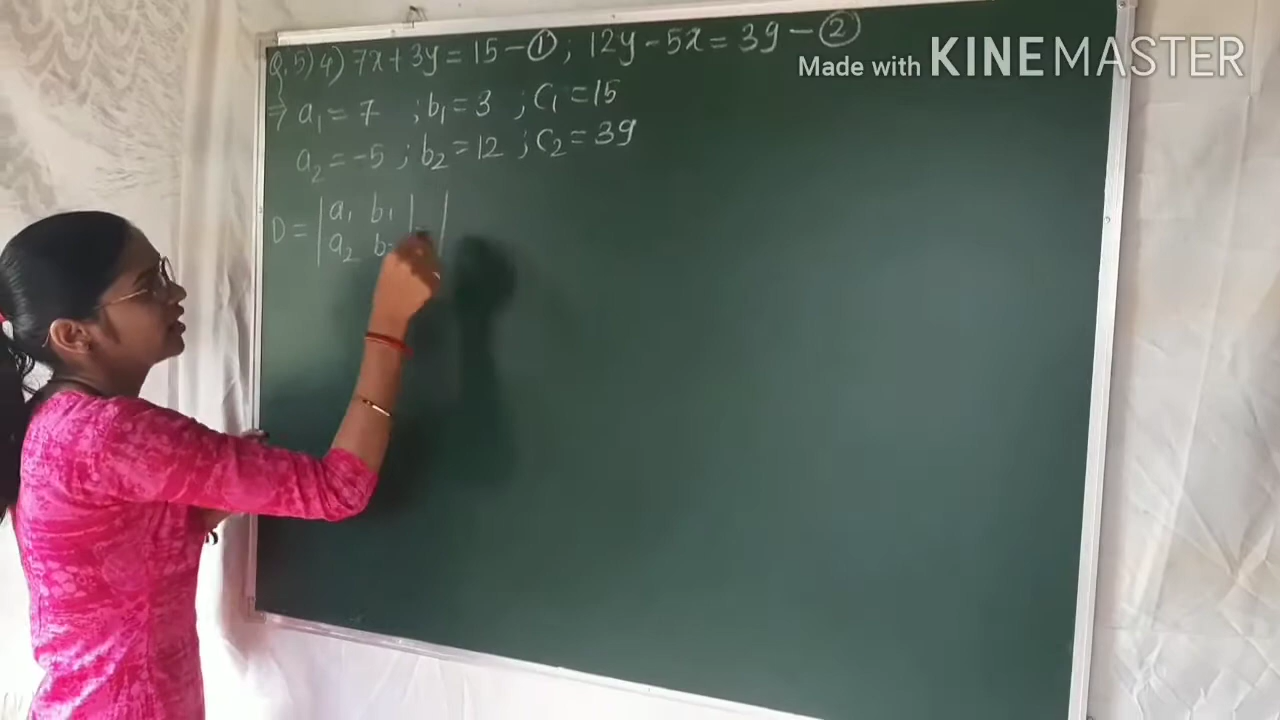 Q.5) 4) 7x + 3y = 15 - ① ; 12y - 5x = 39 - ②
Made with KINEMASTER
⇒ a₁ = 7 ; b₁ = 3 ; C₁ = 15
a₂ = -5 ; b₂ = 12 ; C₂ = 39
D = | a₁ b₁ |
| a₂ b